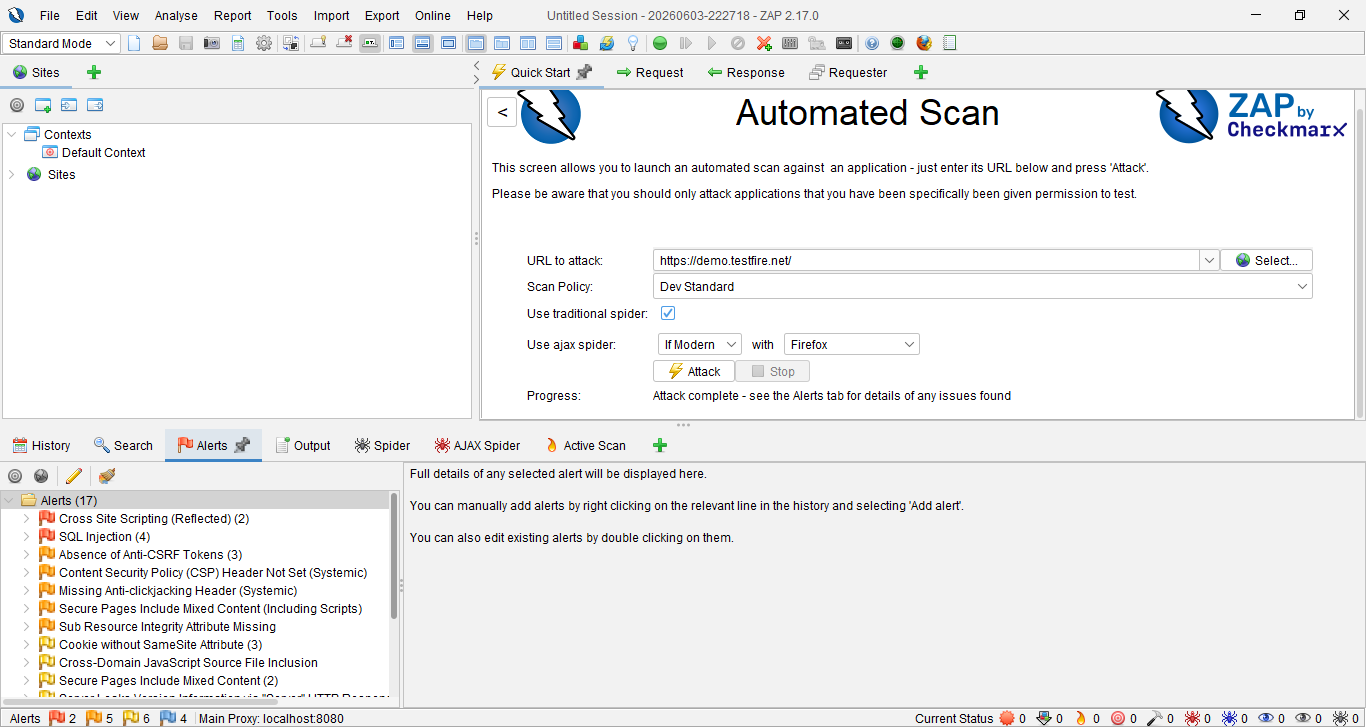 File Edit View Analyse Report Tools Import Export Online Help Untitled Session - 20260603-222718 - ZAP 2.17.0
Standard Mode
Sites
Quick Start Request Response Requester
<
Automated Scan
ZAP by
Checkmarx
Contexts
Default Context
Sites
This screen allows you to launch an automated scan against an application - just enter its URL below and press 'Attack'.
Please be aware that you should only attack applications that you have been specifically been given permission to test.
URL to attack: https://demo.testfire.net/ Select...
Scan Policy: Dev Standard
Use traditional spider:
Use ajax spider: If Modern with Firefox
Attack Stop
Progress: Attack complete - see the Alerts tab for details of any issues found
History Search Alerts Output Spider AJAX Spider Active Scan
Alerts (17)
Cross Site Scripting (Reflected) (2)
SQL Injection (4)
Absence of Anti-CSRF Tokens (3)
Content Security Policy (CSP) Header Not Set (Systemic)
Missing Anti-clickjacking Header (Systemic)
Secure Pages Include Mixed Content (Including Scripts)
Sub Resource Integrity Attribute Missing
Cookie without SameSite Attribute (3)
Cross-Domain JavaScript Source File Inclusion
Secure Pages Include Mixed Content (2)
Server Leaks Version Information via "Server" HTTP
Full details of any selected alert will be displayed here.
You can manually add alerts by right clicking on the relevant line in the history and selecting 'Add alert'.
You can also edit existing alerts by double clicking on them.
Alerts 2 5 6 4 Main Proxy: localhost:8080 Current Status 0 0 0 0 0 0 0 0 0 0